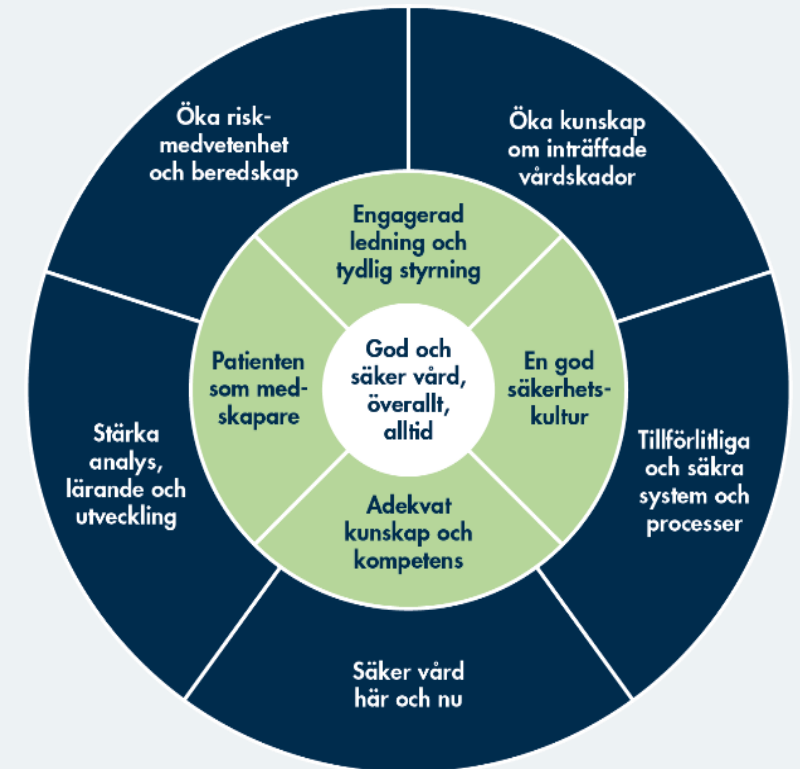 Öka risk-
medvetenhet
och beredskap
Öka kunskap
om inträffade
vårdskador
Engagerad
ledning och
tydlig styrning
Patienten
som med-
skapare
God och
säker vård,
överallt,
alltid
En god
säkerhets-
kultur
Stärka
analys,
lärande och
utveckling
Tillförlitliga
och säkra
system och
processer
Adekvat
kunskap och
kompetens
Säker vård
här och nu